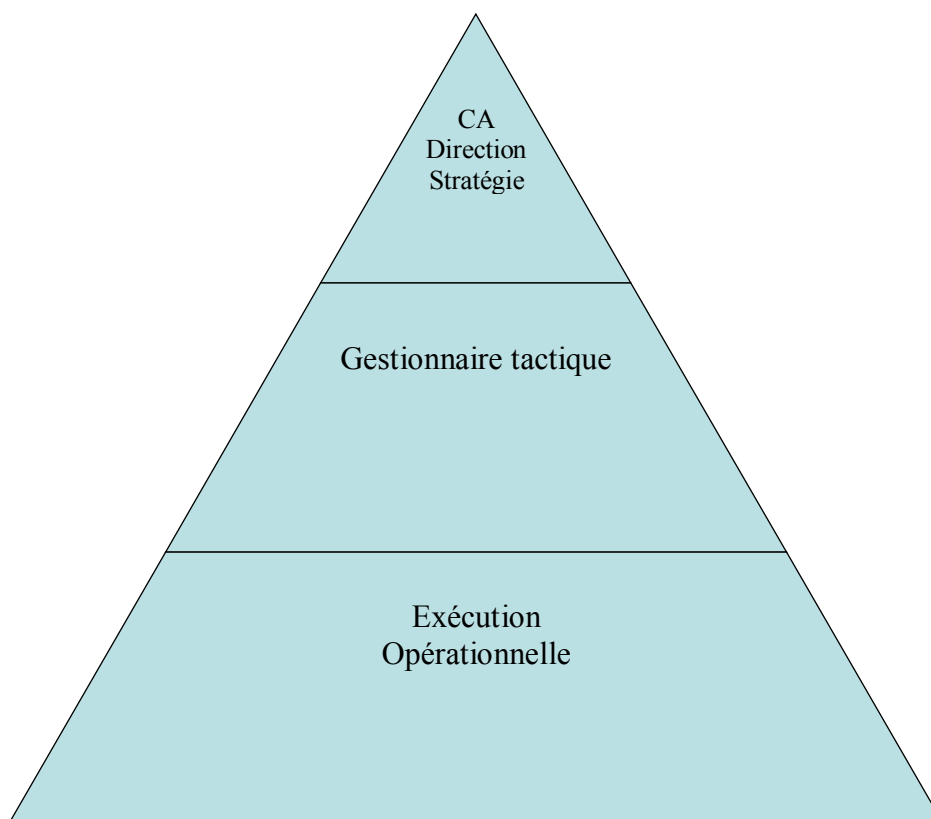 CA
Direction
Stratégie
Gestionnaire tactique
Exécution
Opérationnelle